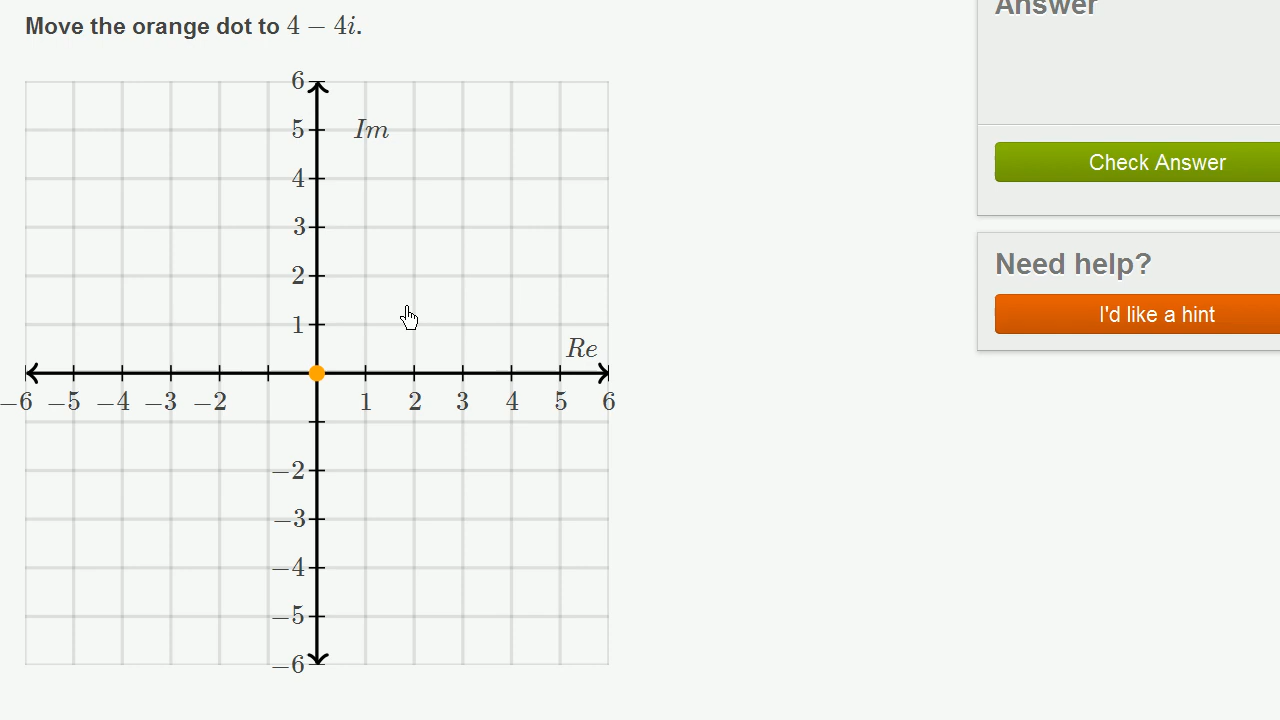 Move the orange dot to 4 − 4i.
Answer
Check Answer
Need help?
I'd like a hint
6
5
4
3
2
1
Im
Re
−6 −5 −4 −3 −2 1 2 3 4 5 6
−2
−3
−4
−5
−6